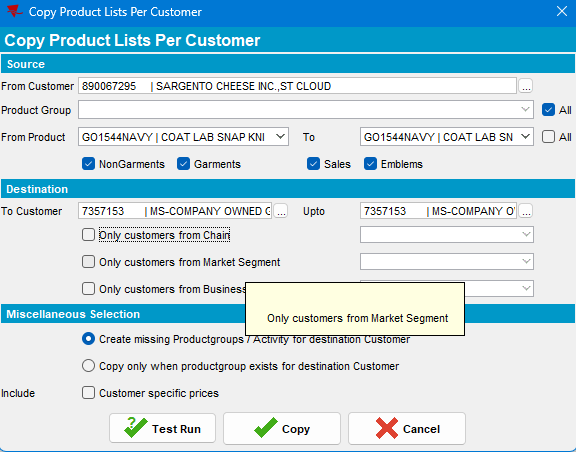 Copy Product Lists Per Customer
Copy Product Lists Per Customer
Source
From Customer 890067295 | SARGENTO CHEESE INC.,ST CLOUD ...
Product Group All
From Product GO1544NAVY | COAT LAB SNAP KNI To GO1544NAVY | COAT LAB SN All
NonGarments Garments Sales Emblems
Destination
To Customer 7357153 | MS-COMPANY OWNED G ... Upto 7357153 | MS-COMPANY OW ...
Only customers from Chain
Only customers from Market Segment
Only customers from Business
Only customers from Market Segment
Miscellaneous Selection
Create missing Productgroups / Activity for destination Customer
Copy only when productgroup exists for destination Customer
Include Customer specific prices
Test Run Copy Cancel